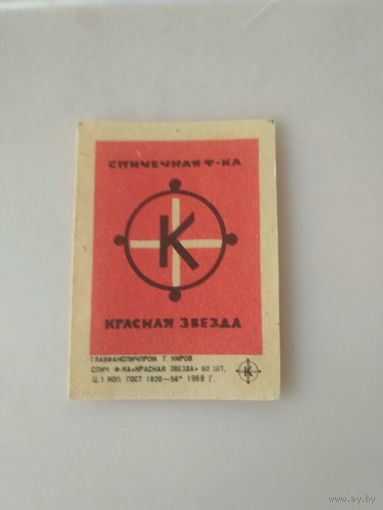 СПИЧЕЧНАЯ Ф-КА
К
КРАСНАЯ ЗВЕЗДА
ГЛАВФАНСПИЧПРОМ Г. КИРОВ
СПИЧ. Ф-КА «КРАСНАЯ ЗВЕЗДА» 60 ШТ.
Ц. 1 КОП. ГОСТ 1820—56* 1968 Г.
К
ay.by